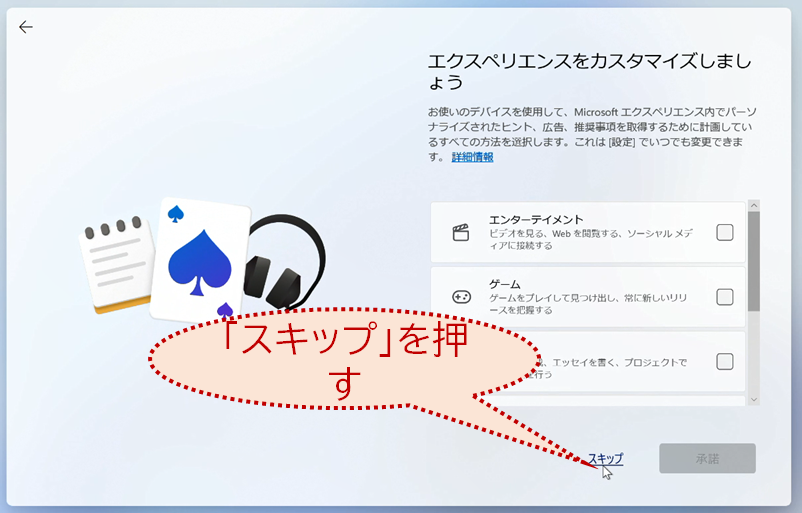 エクスペリエンスをカスタマイズしまし
ょう
お使いのデバイスを使用して、Microsoft エクスペリエンス内でパーソ
ナライズされたヒント、広告、推奨事項を取得するために計画してい
るすべての方法を選択します。これは [設定] でいつでも変更できま
す。 詳細情報
エンターテイメント
ビデオを見る、Web を閲覧する、ソーシャル メデ
ィアに接続する
ゲーム
ゲームをプレイして見つけ出し、常に新しいリリ
ースを把握する
「スキップ」を押
す
、エッセイを書く、プロジェクトで
を行う
スキップ
承諾